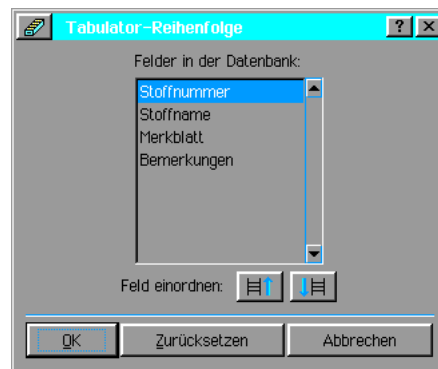 Tabulator-Reihenfolge
Felder in der Datenbank:
Stoffnummer
Stoffname
Merkblatt
Bemerkungen
Feld einordnen:
OK Zurücksetzen Abbrechen